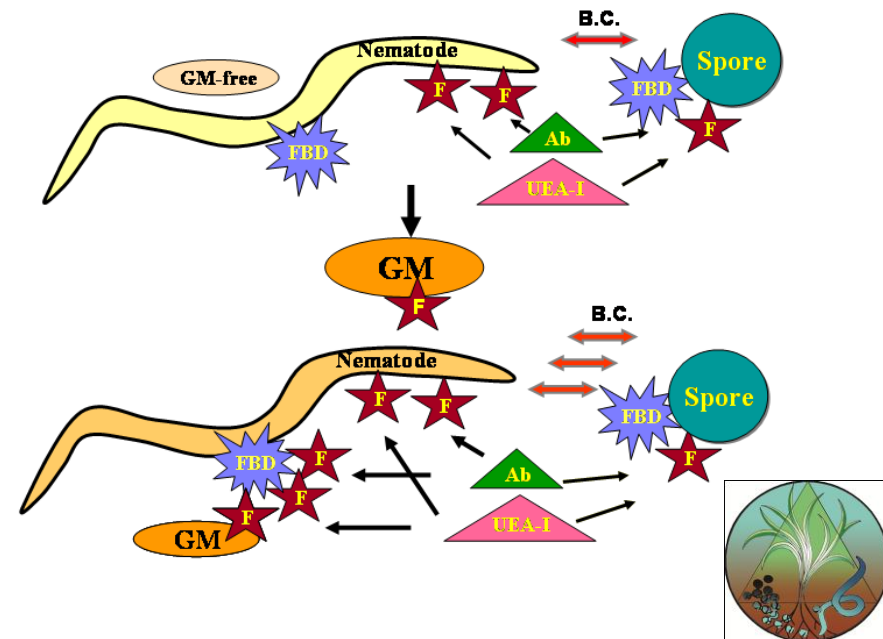 B.C.
Nematode
Spore
GM-free
F
F
FBD
F
Ab
FBD
UEA-I
GM
F
B.C.
Nematode
F
F
FBD
Spore
F
FBD
F
F
Ab
F
GM
UEA-I